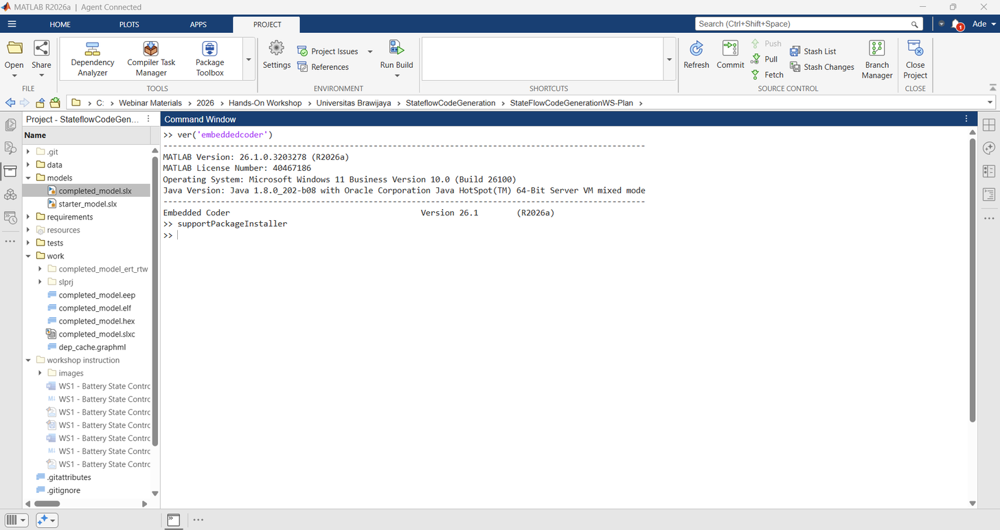 MATLAB R2026a | Agent Connected
HOME PLOTS APPS PROJECT
Search (Ctrl+Shift+Space)
1
Ade
Open
Share
FILE
Dependency Analyzer
Compiler Task Manager
Package Toolbox
TOOLS
Settings
Project Issues
References
Run Build
ENVIRONMENT
SHORTCUTS
Refresh
Commit
Push
Pull
Fetch
Stash List
Stash Changes
Branch Manager
SOURCE CONTROL
Close Project
CLOSE
C: > Webinar Materials > 2026 > Hands-On Workshop > Universitas Brawijaya > StateflowCodeGeneration > StateFlowCodeGenerationWS-Plan >
Project - StateflowCodeGen...
Name
.git
data
models
completed_model.slx
starter_model.slx
requirements
resources
tests
work
completed_model_ert_rtw
slprj
completed_model.eep
completed_model.elf
completed_model.hex
completed_model.slxc
dep_cache.graphml
workshop instruction
images
WS1 - Battery State Contro
WS1 - Battery State Contro
WS1 - Battery State Contro
WS1 - Battery State Contro
WS1 - Battery State Contro
WS1 - Battery State Contro
WS1 - Battery State Contro
.gitattributes
.gitignore
Command Window
>> ver('embeddedcoder')
----------------------------------------------------------------------------------------------------
MATLAB Version: 26.1.0.3203278 (R2026a)
MATLAB License Number: 40467186
Operating System: Microsoft Windows 11 Business Version 10.0 (Build 26100)
Java Version: Java 1.8.0_202-b08 with Oracle Corporation Java HotSpot(TM) 64-Bit Server VM mixed mode
----------------------------------------------------------------------------------------------------
Embedded Coder Version 26.1 (R2026a)
>> supportPackageInstaller
>>